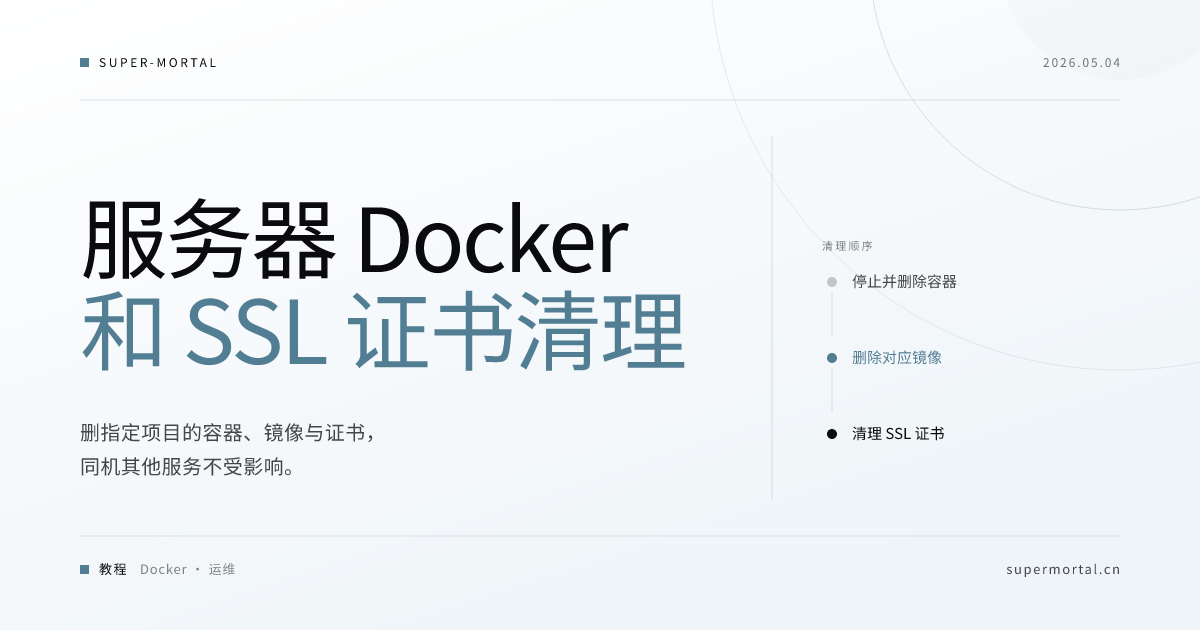 SUPER-MORTAL
2026.05.04
服务器 Docker
和 SSL 证书清理
删指定项目的容器、镜像与证书，
同机其他服务不受影响。
清理顺序
停止并删除容器
删除对应镜像
清理 SSL 证书
教程 Docker · 运维
supermortal.cn